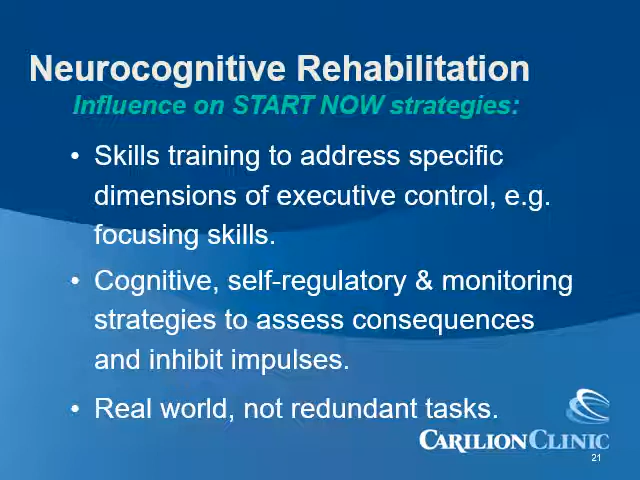 Neurocognitive Rehabilitation
Influence on START NOW strategies:
• Skills training to address specific
dimensions of executive control, e.g.
focusing skills.
• Cognitive, self-regulatory & monitoring
strategies to assess consequences
and inhibit impulses.
• Real world, not redundant tasks.
CARILION CLINIC
21